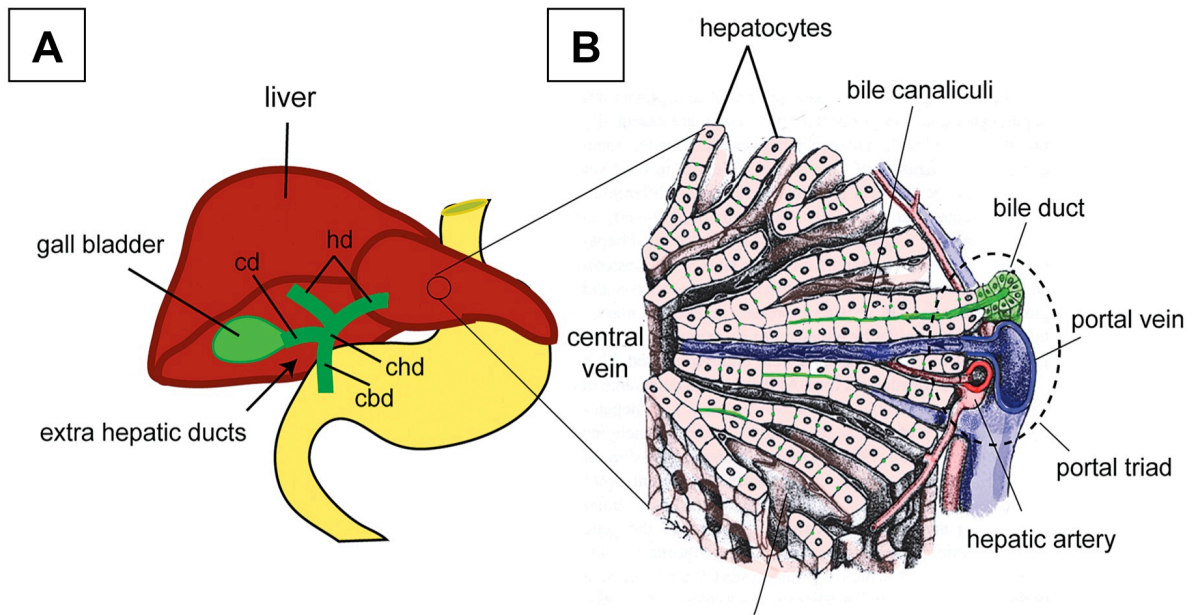 A
liver
gall bladder
cd
hd
chd
cbd
extra hepatic ducts
B
hepatocytes
bile canaliculi
bile duct
central
vein
portal vein
P
portal triad
hepatic artery